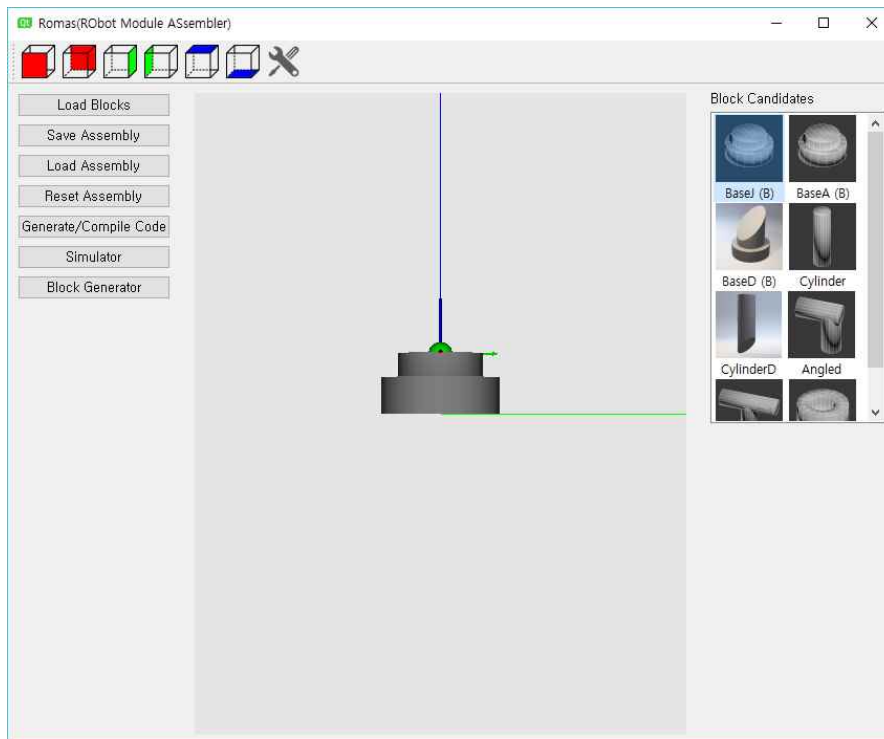 Qt Romas(RObot Module ASsembler)
Load Blocks
Save Assembly
Load Assembly
Reset Assembly
Generate/Compile Code
Simulator
Block Generator
Block Candidates
BaseJ (B) BaseA (B)
BaseD (B) Cylinder
CylinderD Angled